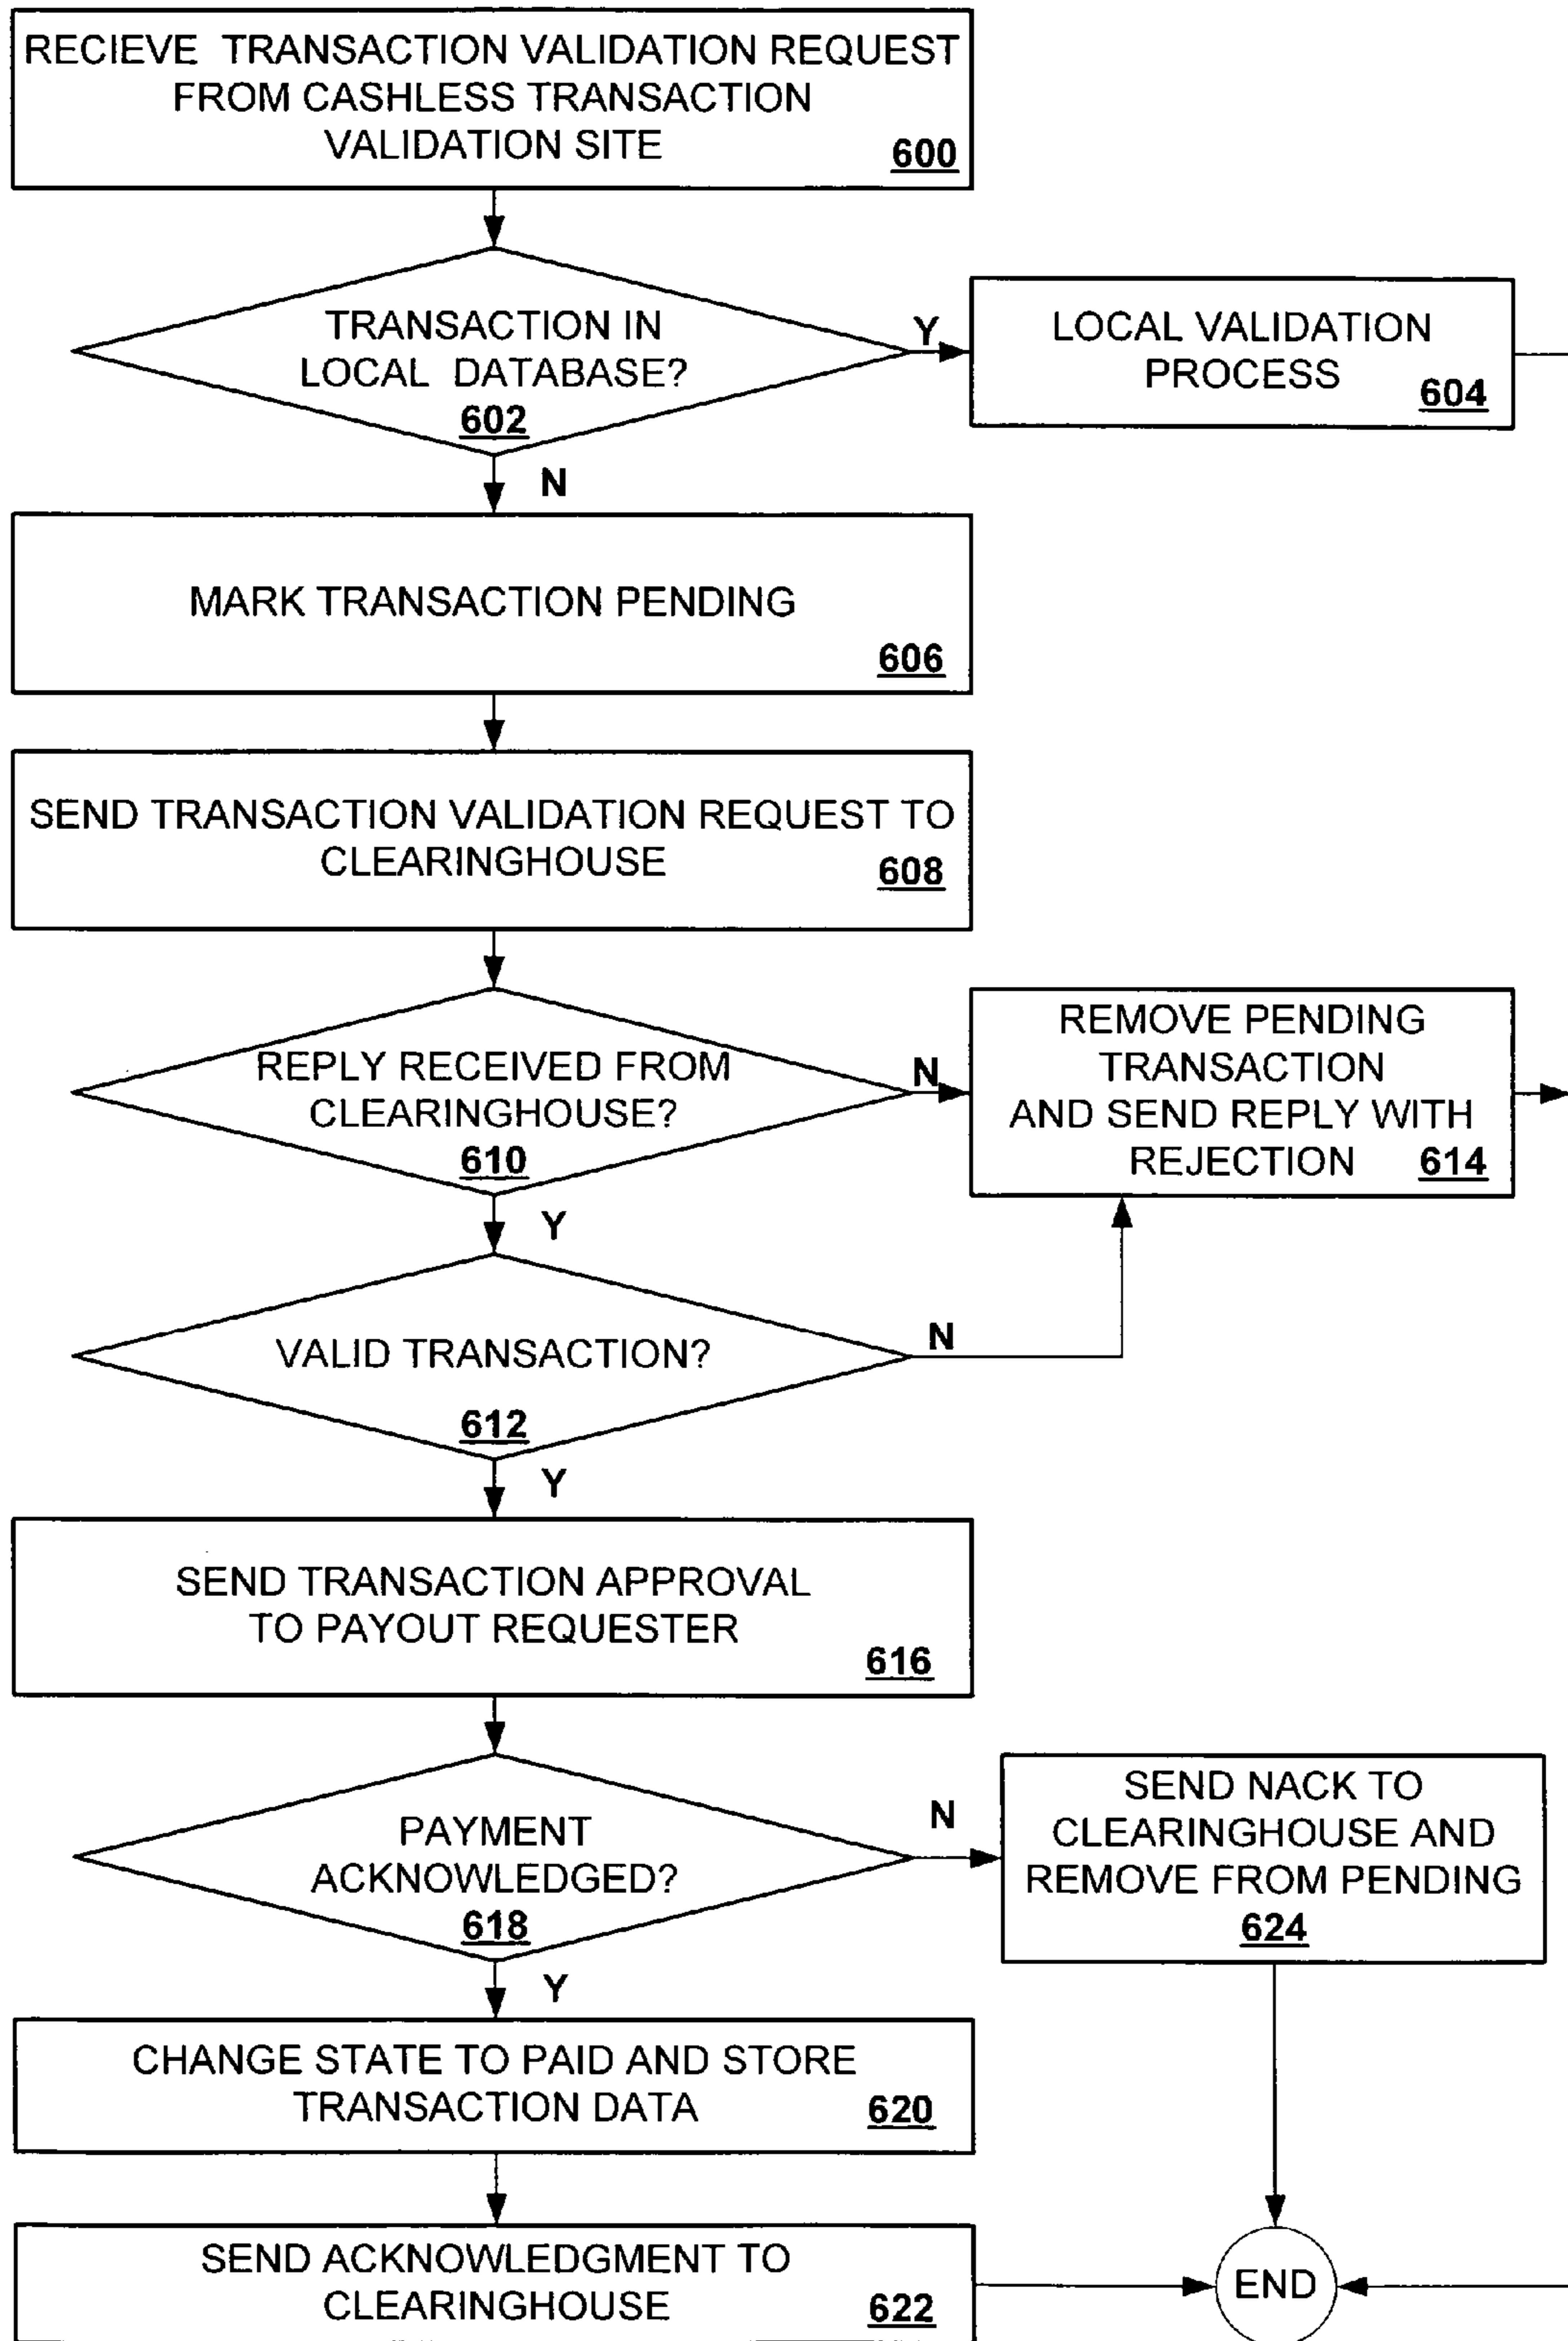 RECIEVE TRANSACTION VALIDATION REQUEST
FROM CASHLESS TRANSACTION
VALIDATION SITE
600
TRANSACTION IN
LOCAL DATABASE?
602
Y
LOCAL VALIDATION
PROCESS
604
N
MARK TRANSACTION PENDING
606
SEND TRANSACTION VALIDATION REQUEST TO
CLEARINGHOUSE
608
REPLY RECEIVED FROM
CLEARINGHOUSE?
610
N
REMOVE PENDING
TRANSACTION
AND SEND REPLY WITH
REJECTION
614
Y
VALID TRANSACTION?
612
N
Y
SEND TRANSACTION APPROVAL
TO PAYOUT REQUESTER
616
PAYMENT
ACKNOWLEDGED?
618
N
SEND NACK TO
CLEARINGHOUSE AND
REMOVE FROM PENDING
624
Y
CHANGE STATE TO PAID AND STORE
TRANSACTION DATA
620
SEND ACKNOWLEDGMENT TO
CLEARINGHOUSE
622
END